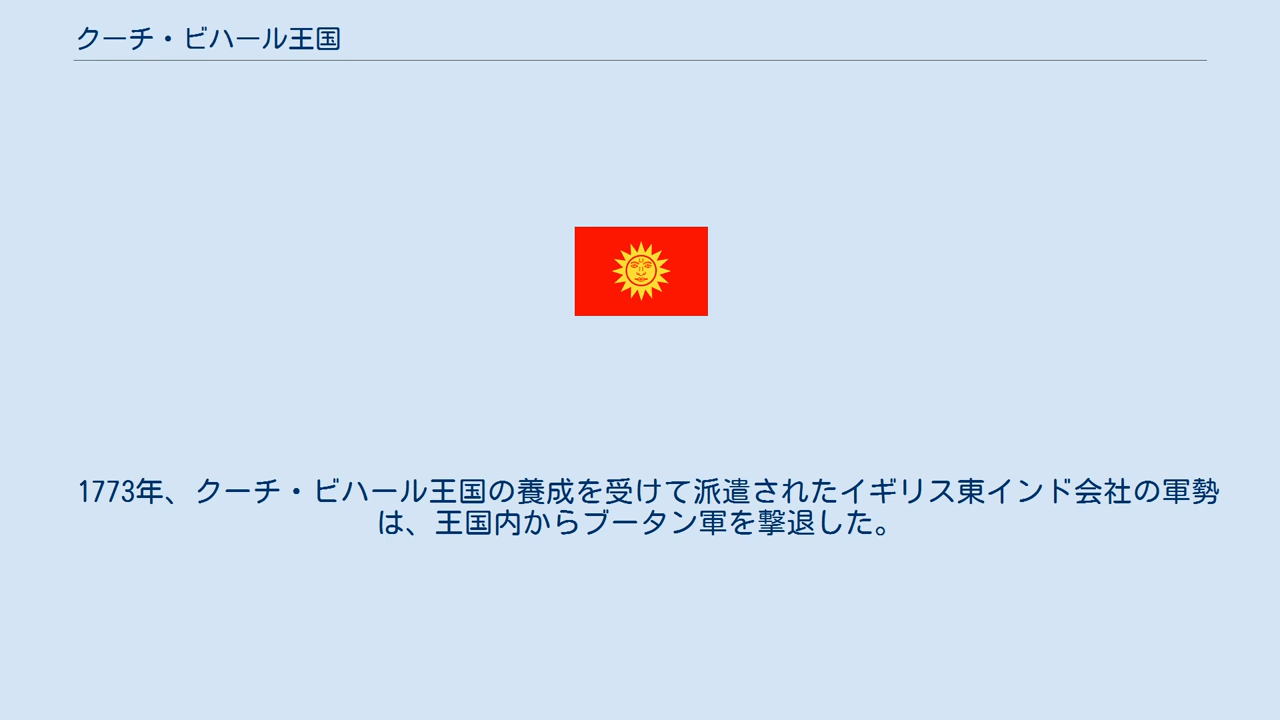 クーチ・ビハール王国
1773年、クーチ・ビハール王国の養成を受けて派遣されたイギリス東インド会社の軍勢
は、王国内からブータン軍を撃退した。